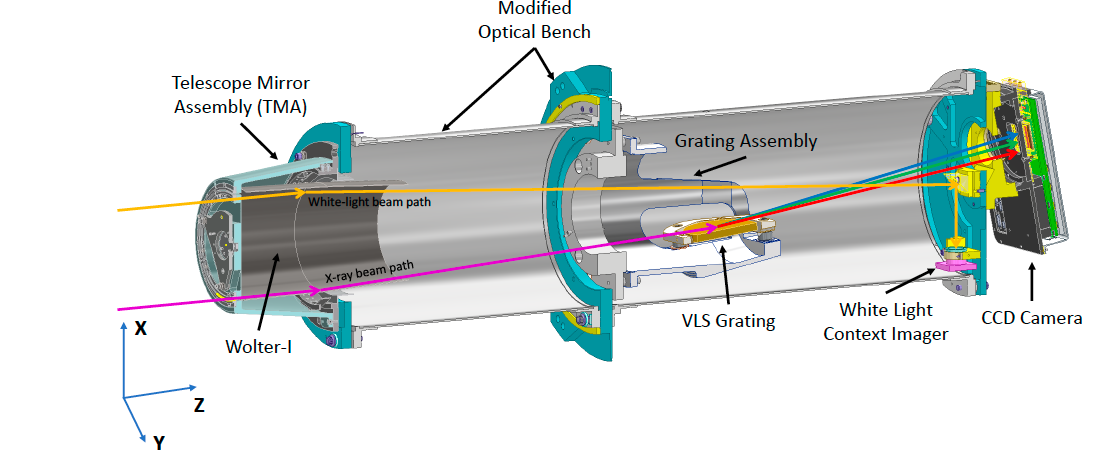 Modified
Optical Bench
Telescope Mirror
Assembly (TMA)
Grating Assembly
White-light beam path
X-ray beam path
Wolter-I
VLS Grating
White Light
Context Imager
CCD Camera
X
Z
Y